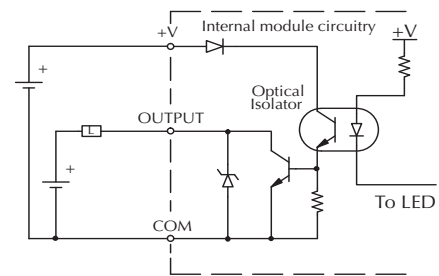 Internal module circuitry
+V
+V
+
Optical
Isolator
OUTPUT
L
+
To LED
COM